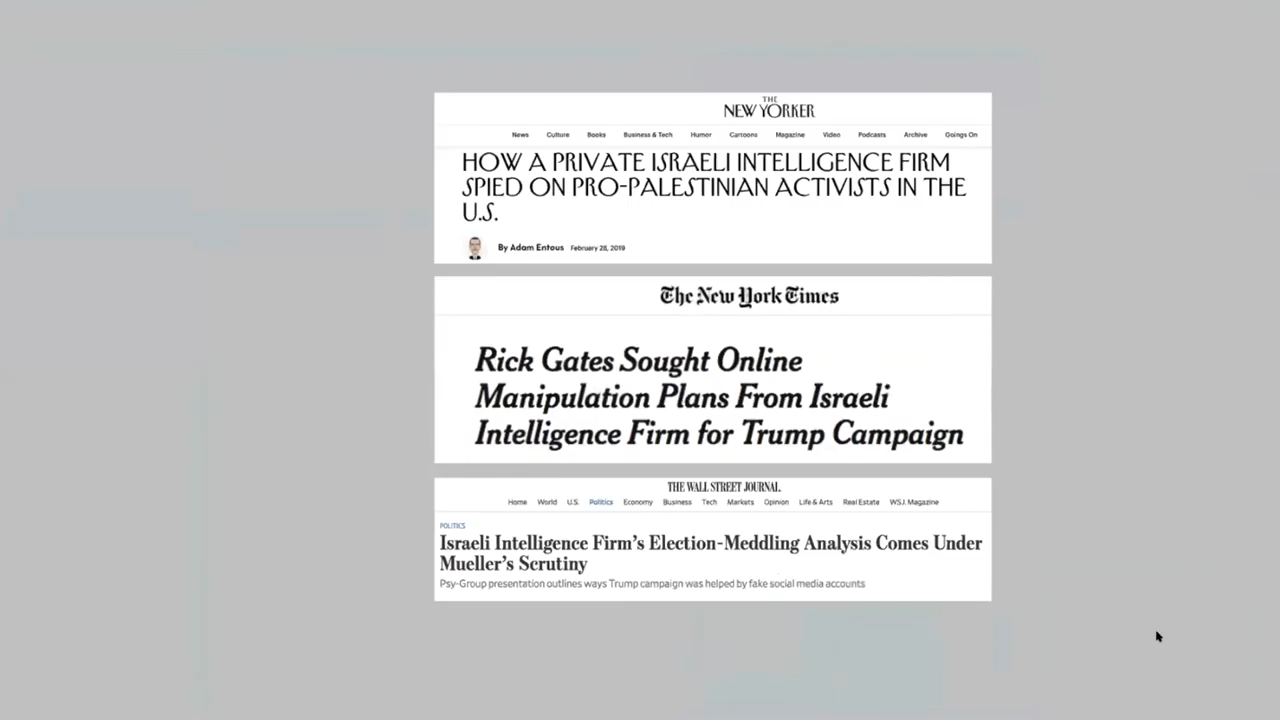 THE
NEW YORKER
News Culture Books Business & Tech Humor Cartoons Magazine Video Podcasts Archive Goings On
HOW A PRIVATE ISRAELI INTELLIGENCE FIRM
SPIED ON PRO-PALESTINIAN ACTIVISTS IN THE
U.S.
By Adam Entous February 28, 2019
The New York Times
Rick Gates Sought Online
Manipulation Plans From Israeli
Intelligence Firm for Trump Campaign
THE WALL STREET JOURNAL.
Home World U.S. Politics Economy Business Tech Markets Opinion Life & Arts Real Estate WSJ. Magazine
POLITICS
Israeli Intelligence Firm's Election-Meddling Analysis Comes Under
Mueller's Scrutiny
Psy-Group presentation outlines ways Trump campaign was helped by fake social media accounts